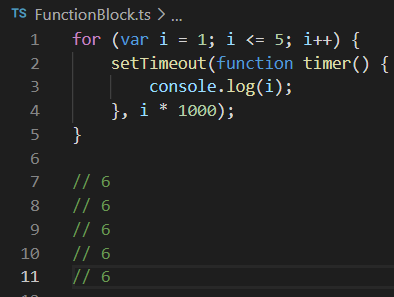 TS FunctionBlock.ts > ...
1 for (var i = 1; i <= 5; i++) {
2     setTimeout(function timer() {
3         console.log(i);
4     }, i * 1000);
5 }
6
7 // 6
8 // 6
9 // 6
10 // 6
11 // 6